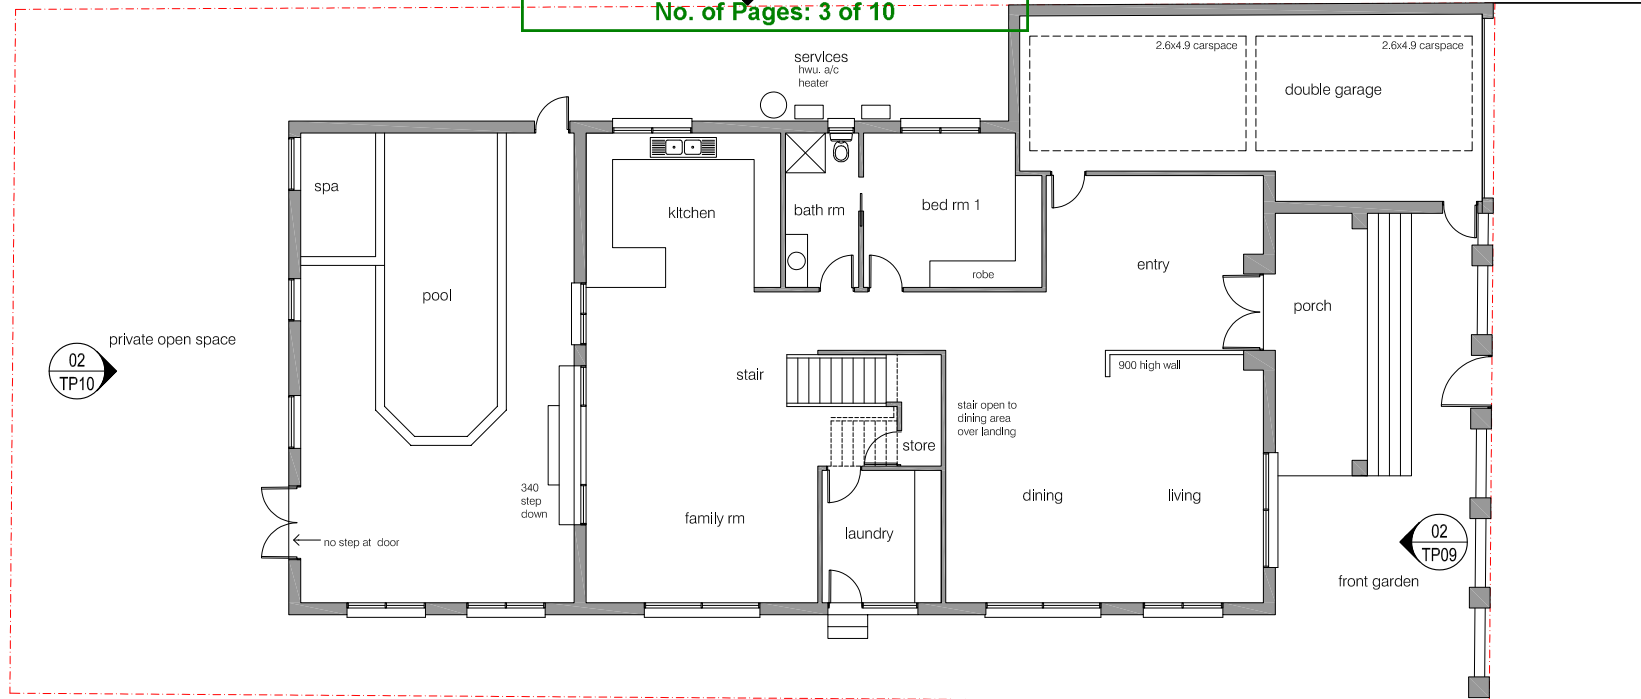 No. of Pages: 3 of 10
services
hwu. a/c
heater
2.6x4.9 carspace
2.6x4.9 carspace
double garage
spa
kItchen
bath rm
bed rm 1
robe
entry
pool
porch
private open space
02
TP10
stair
900 high wall
stair open to
dining area
over landing
store
340
step
down
dining
living
family rm
laundry
no step at door
02
TP09
front garden